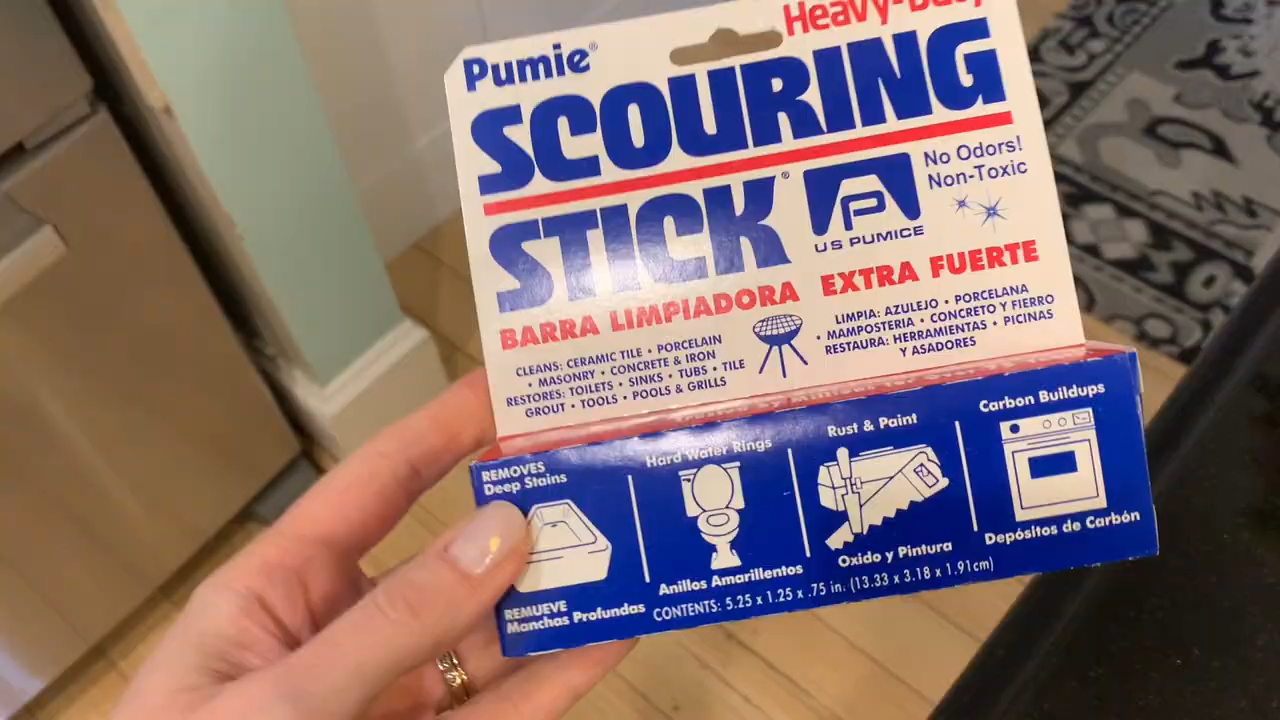 Heavy-Duty
Pumie®
SCOURING
STICK®
US PUMICE
No Odors!
Non-Toxic
BARRA LIMPIADORA EXTRA FUERTE
CLEANS: CERAMIC TILE • PORCELAIN
• MASONRY • CONCRETE & IRON
RESTORES: TOILETS • SINKS • TUBS • TILE
GROUT • TOOLS • POOLS & GRILLS
LIMPIA: AZULEJO • PORCELANA
• MAMPOSTERIA • CONCRETO Y FIERRO
RESTAURA: HERRAMIENTAS • PICINAS
Y ASADORES
REMOVES
Deep Stains
REMUEVE
Manchas Profundas
Hard Water Rings
Anillos Amarillentos
Rust & Paint
Oxido y Pintura
Carbon Buildups
Depósitos de Carbón
CONTENTS: 5.25 x 1.25 x .75 in. (13.33 x 3.18 x 1.91cm)